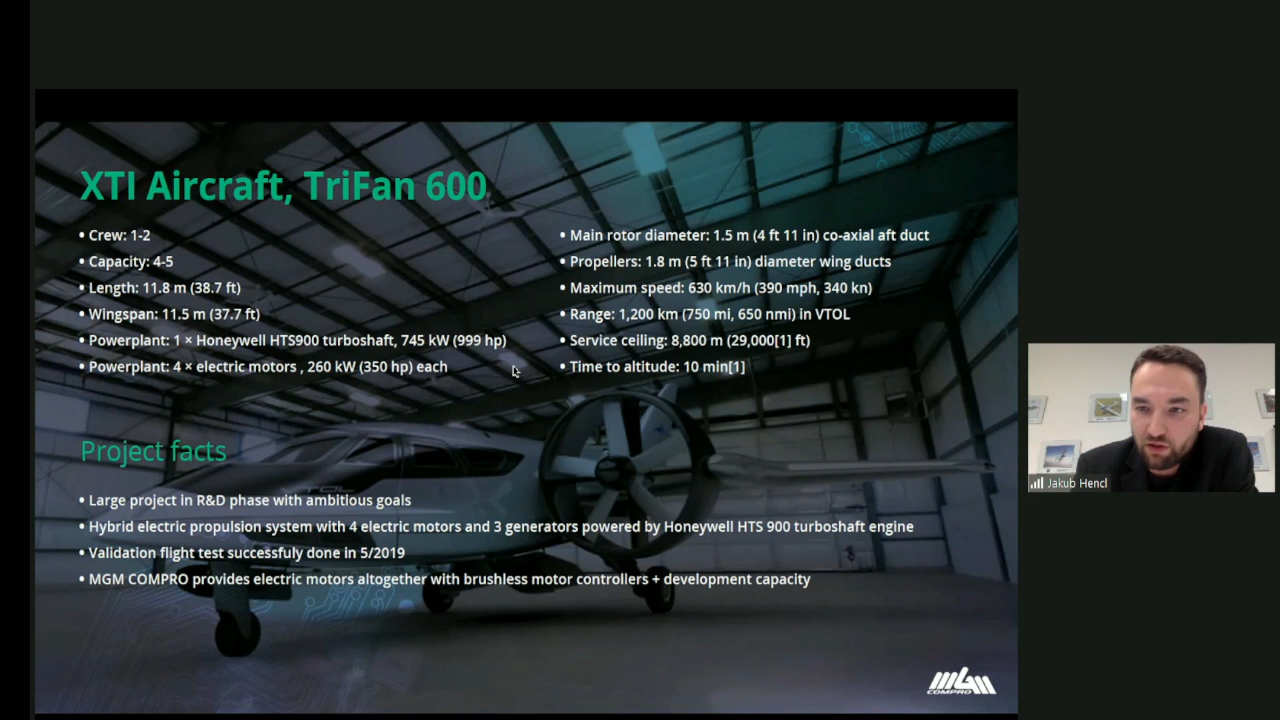 XTI Aircraft, TriFan 600
• Crew: 1-2
• Capacity: 4-5
• Length: 11.8 m (38.7 ft)
• Wingspan: 11.5 m (37.7 ft)
• Powerplant: 1 × Honeywell HTS900 turboshaft, 745 kW (999 hp)
• Powerplant: 4 × electric motors , 260 kW (350 hp) each
• Main rotor diameter: 1.5 m (4 ft 11 in) co-axial aft duct
• Propellers: 1.8 m (5 ft 11 in) diameter wing ducts
• Maximum speed: 630 km/h (390 mph, 340 kn)
• Range: 1,200 km (750 mi, 650 nmi) in VTOL
• Service ceiling: 8,800 m (29,000[1] ft)
• Time to altitude: 10 min[1]
Project facts
• Large project in R&D phase with ambitious goals
• Hybrid electric propulsion system with 4 electric motors and 3 generators powered by Honeywell HTS 900 turboshaft engine
• Validation flight test successfuly done in 5/2019
• MGM COMPRO provides electric motors altogether with brushless motor controllers + development capacity
MGM
COMPRO
Jakub Hencl